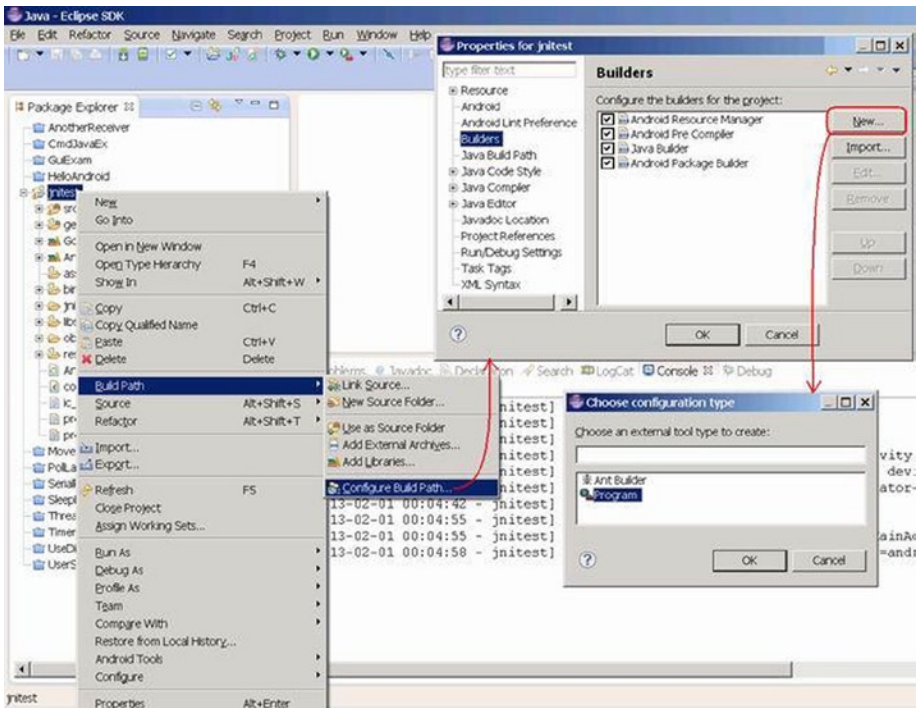 Java - Eclipse SDK
File Edit Refactor Source Navigate Search Project Run Window Help
Package Explorer
AnotherReceiver
CmdJavaEx
GuiExam
HelloAndroid
jnitest
New
Go Into
Open in New Window
Open Type Hierarchy F4
Show In Alt+Shift+W
Copy Ctrl+C
Copy Qualified Name
Paste Ctrl+V
Delete Delete
Build Path
Source Alt+Shift+S
Refactor Alt+Shift+T
Import...
Export...
Refresh F5
Close Project
Assign Working Sets...
Run As
Debug As
Profile As
Team
Compare With
Restore from Local History...
Android Tools
Configure
Properties Alt+Enter
Link Source...
New Source Folder...
Use as Source Folder
Add External Archives...
Add Libraries...
Configure Build Path...
Properties for jnitest
type filter text
Resource
Android
Android Lint Preference
Builders
Java Build Path
Java Code Style
Java Compiler
Java Editor
Javadoc Location
Project References
Run/Debug Settings
Task Tags
XML Syntax
Builders
Configure the builders for the project:
Android Resource Manager
Android Pre Compiler
Java Builder
Android Package Builder
New...
Import...
Edit...
Remove
Up
Down
OK Cancel
Javadoc Search LogCat Console Debug
nitest]
nitest]
nitest]
nitest]
nitest]
13-02-01 00:04:42 - jnitest]
13-02-01 00:04:55 - jnitest]
13-02-01 00:04:55 - jnitest]
13-02-01 00:04:58 - jnitest]
Choose configuration type
Choose an external tool type to create:
Ant Builder
Program
OK Cancel
jnitest